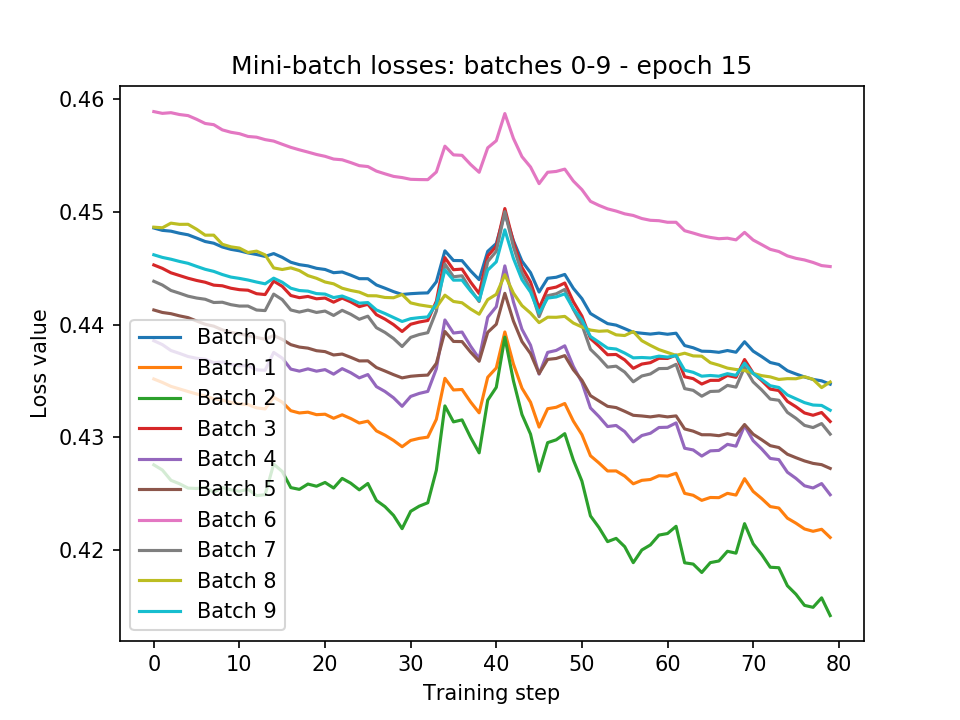 Mini-batch losses: batches 0-9 - epoch 15
0.46
0.45
0.44
0.43
0.42
Loss value
Batch 0
Batch 1
Batch 2
Batch 3
Batch 4
Batch 5
Batch 6
Batch 7
Batch 8
Batch 9
0 10 20 30 40 50 60 70 80
Training step